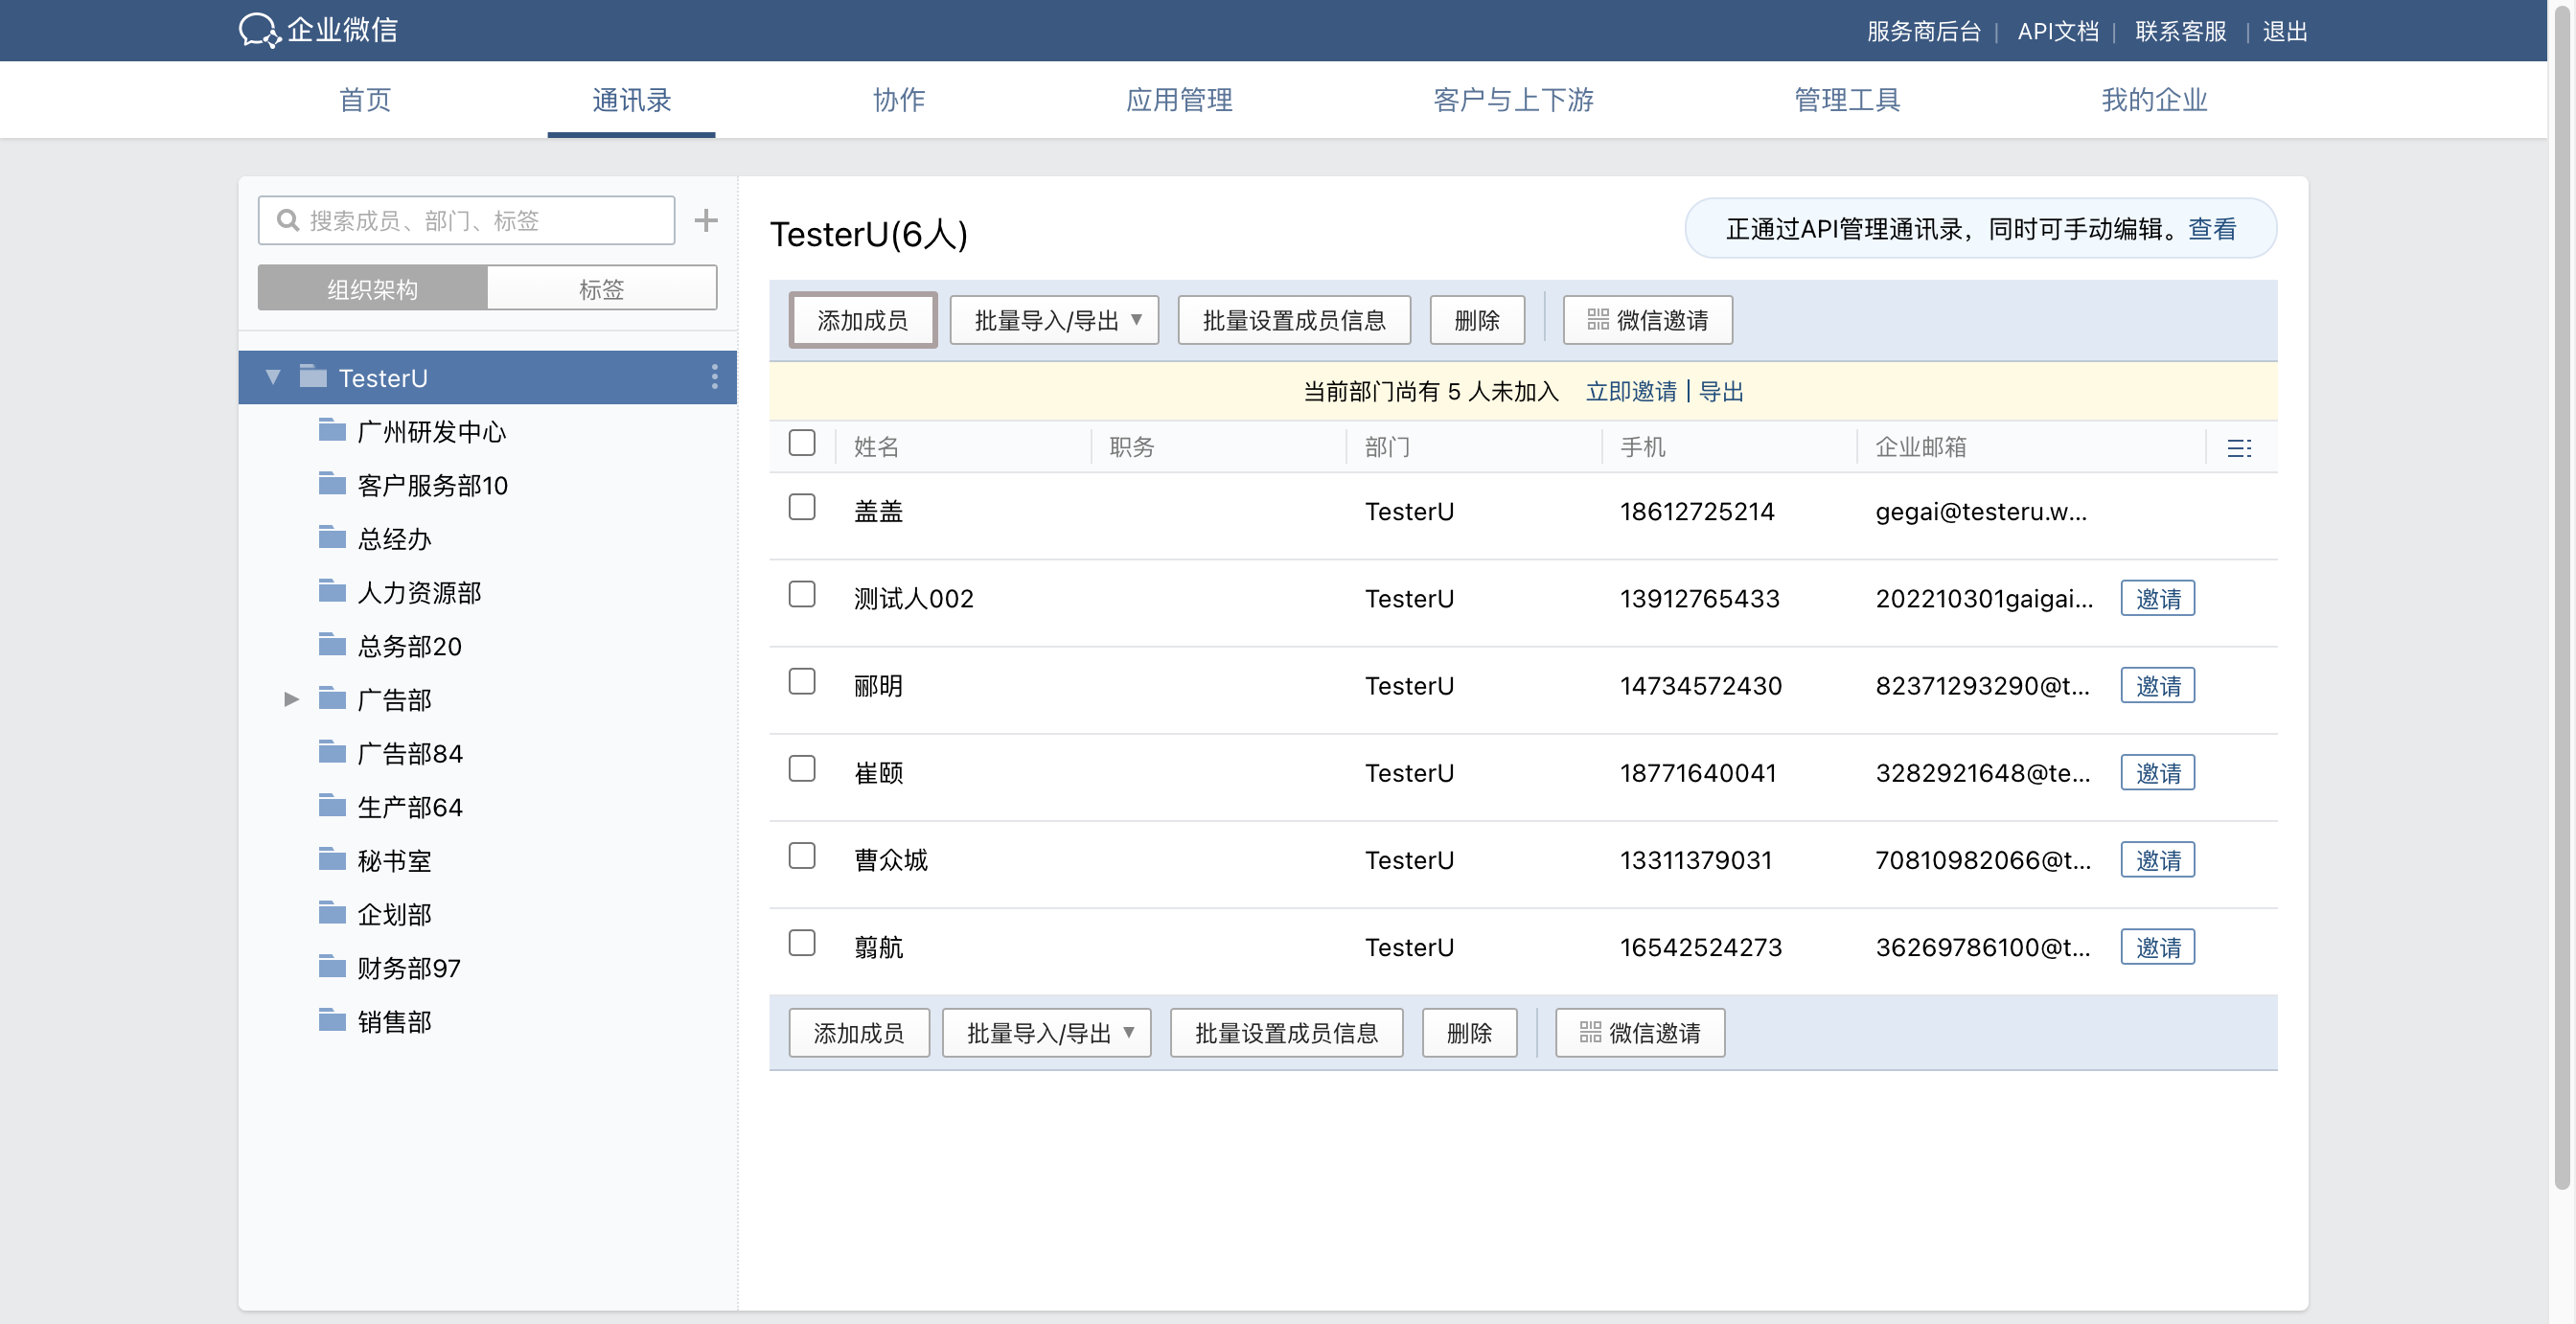 企业微信
服务商后台 | API文档 | 联系客服 | 退出
首页 通讯录 协作 应用管理 客户与上下游 管理工具 我的企业
搜索成员、部门、标签
组织架构 标签
TesterU
广州研发中心
客户服务部10
总经办
人力资源部
总务部20
广告部
广告部84
生产部64
秘书室
企划部
财务部97
销售部
TesterU(6人)
正通过API管理通讯录，同时可手动编辑。查看
添加成员 批量导入/导出 批量设置成员信息 删除 微信邀请
当前部门尚有 5 人未加入 立即邀请 | 导出
姓名 职务 部门 手机 企业邮箱
盖盖 TesterU 18612725214 gegai@testeru.w...
测试人002 TesterU 13912765433 202210301gaigai... 邀请
郦明 TesterU 14734572430 82371293290@t... 邀请
崔颐 TesterU 18771640041 3282921648@te... 邀请
曹众城 TesterU 13311379031 70810982066@t... 邀请
翦航 TesterU 16542524273 36269786100@t... 邀请
添加成员 批量导入/导出 批量设置成员信息 删除 微信邀请